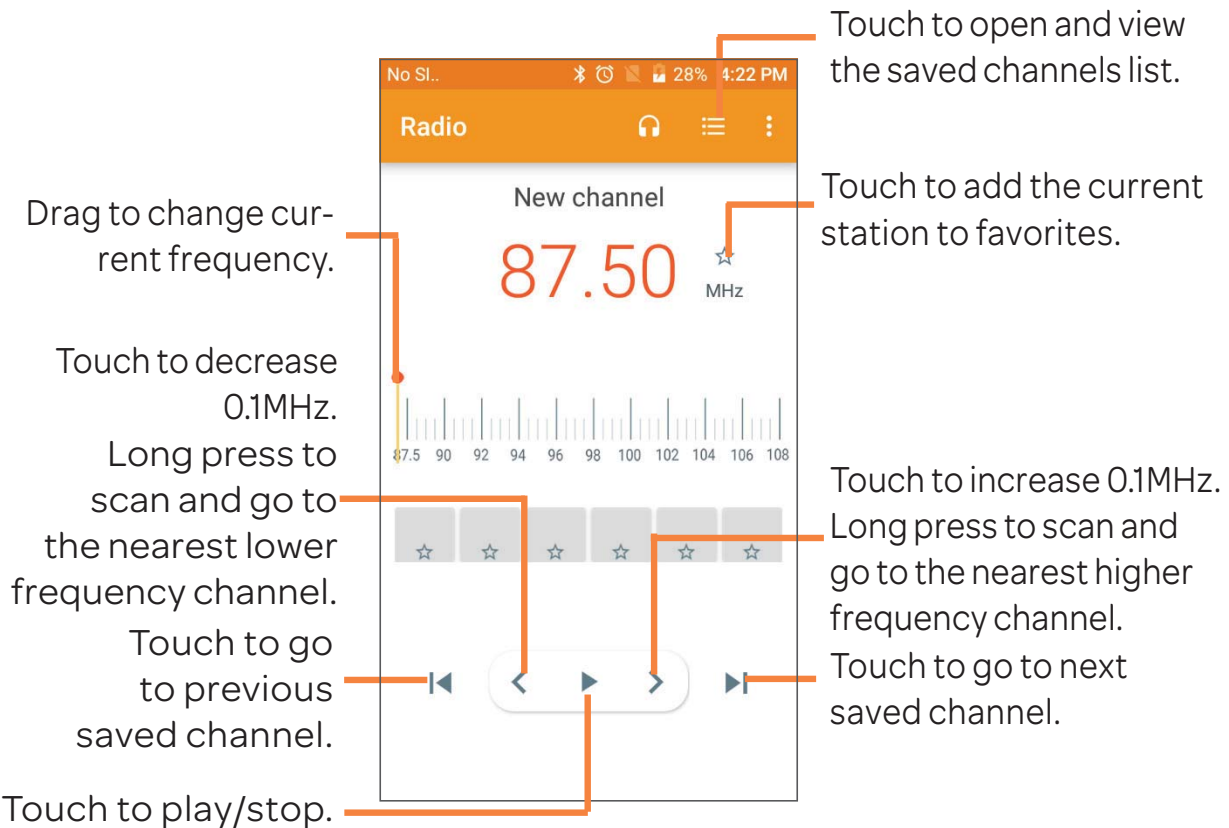 Touch to open and view
the saved channels list.
No SI..
28% 4:22 PM
Radio
New channel
87.50
MHz
Touch to add the current
station to favorites.
Drag to change cur-
rent frequency.
Touch to decrease
0.1MHz.
Long press to
scan and go to
the nearest lower
frequency channel.
87.5 90 92 94 96 98 100 102 104 106 108
Touch to increase 0.1MHz.
Long press to scan and
go to the nearest higher
frequency channel.
Touch to go
to previous
saved channel.
Touch to go to next
saved channel.
Touch to play/stop.